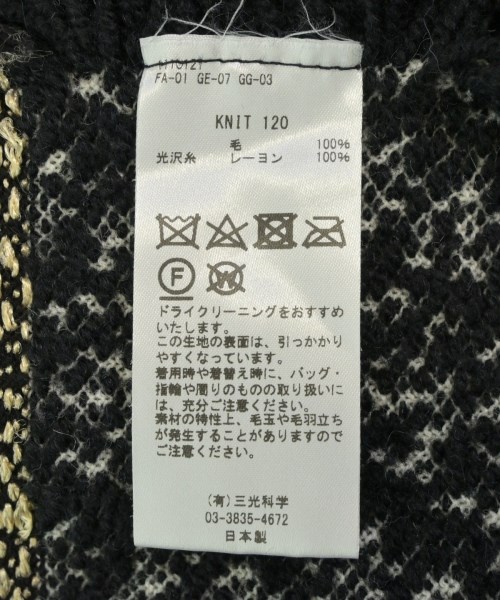 FA-01 GE-07 GG-03
KNIT 120
毛 100%
光沢糸 レーヨン 100%
F W
ドライクリーニングをおすすめ
いたします。
この生地の表面は、引っかかり
やすくなっています。
着用時や着替え時に、バッグ・
指輪や周りのものの取り扱いに
は、充分ご注意ください。
素材の特性上、毛玉や毛羽立ち
が発生することがありますので
ご注意ください。
(有)三光科学
03-3835-4672
日本製